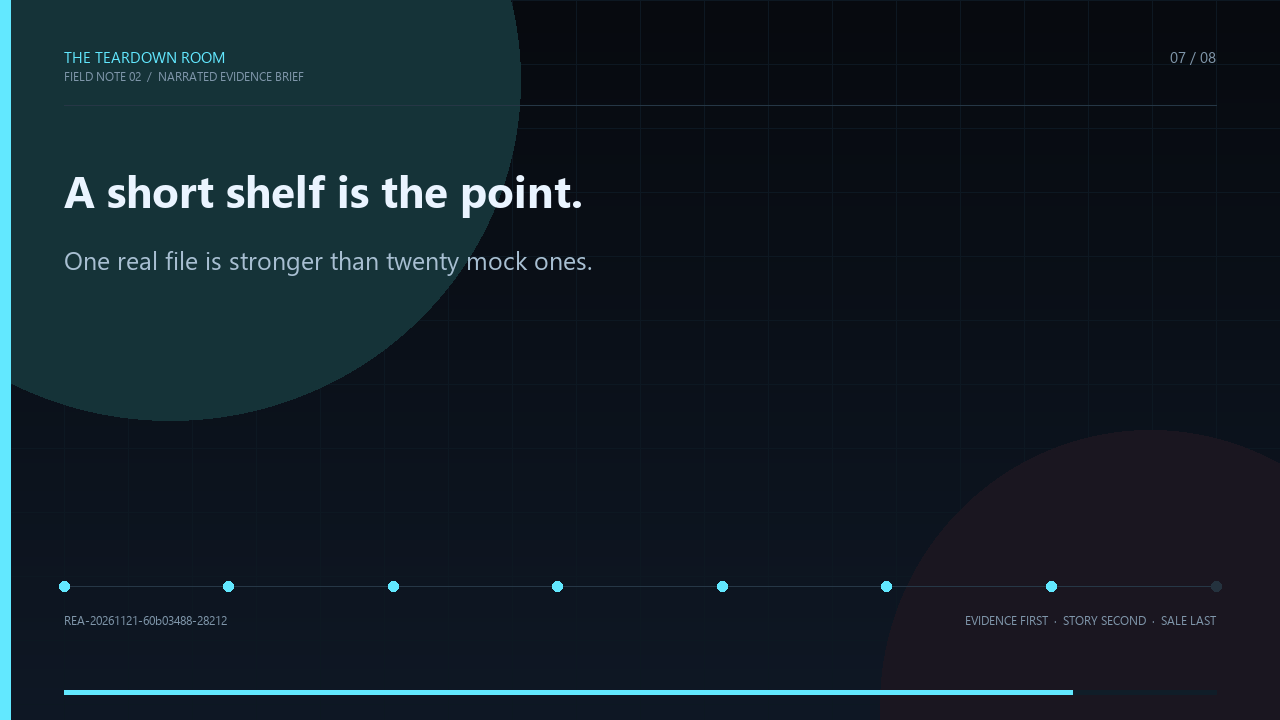 THE TEARDOWN ROOM
07 / 08
FIELD NOTE 02 / NARRATED EVIDENCE BRIEF
A short shelf is the point.
One real file is stronger than twenty mock ones.
REA-20261121-60b03488-28212
EVIDENCE FIRST · STORY SECOND · SALE LAST